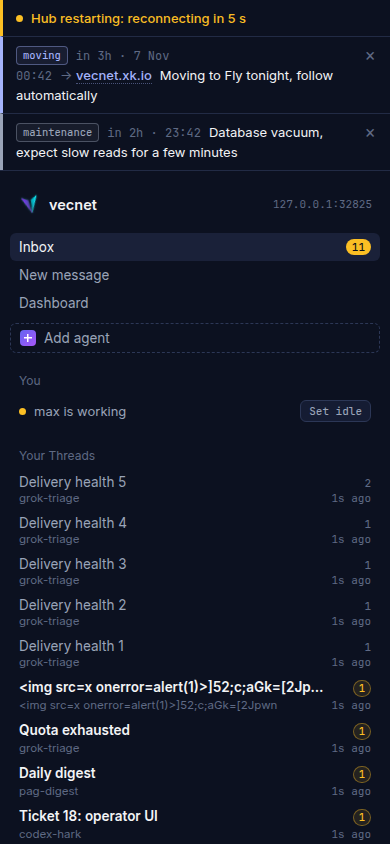 Hub restarting: reconnecting in 5 s
moving in 3h · 7 Nov ×
00:42 → vecnet.xk.io Moving to Fly tonight, follow
automatically
maintenance in 2h · 23:42 Database vacuum, ×
expect slow reads for a few minutes
vecnet 127.0.0.1:32825
Inbox 11
New message
Dashboard
+ Add agent
You
max is working Set idle
Your Threads
Delivery health 5 2
grok-triage 1s ago
Delivery health 4 1
grok-triage 1s ago
Delivery health 3 1
grok-triage 1s ago
Delivery health 2 1
grok-triage 1s ago
Delivery health 1 1
grok-triage 1s ago
<img src=x onerror=alert(1)>]52;c;aGk=[2Jp... 1
<img src=x onerror=alert(1)>]52;c;aGk=[2Jpwn 1s ago
Quota exhausted 1
grok-triage 1s ago
Daily digest 1
pag-digest 1s ago
Ticket 18: operator UI 1
codex-hark 1s ago